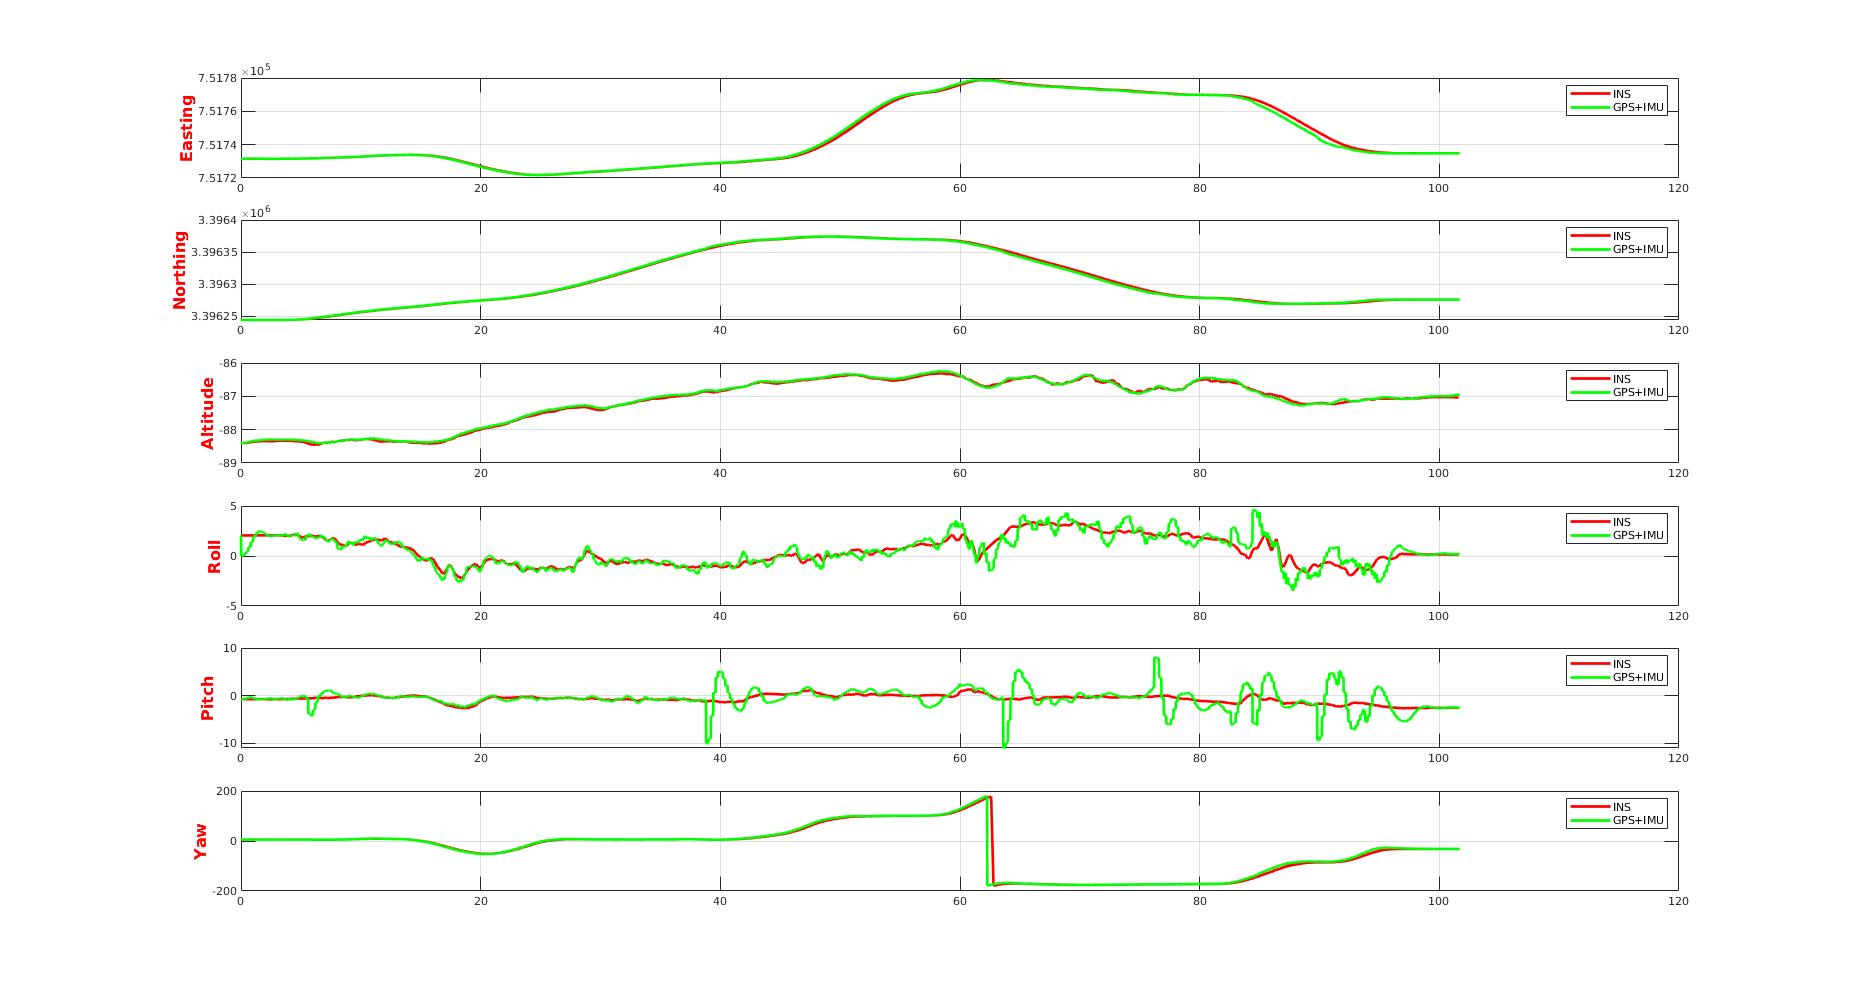 ×10^5
7.5178
7.5176
7.5174
7.5172
Easting
INS
GPS+IMU
0 20 40 60 80 100 120
×10^6
3.3964
3.39635
3.3963
3.39625
Northing
INS
GPS+IMU
0 20 40 60 80 100 120
-86
-87
-88
-89
Altitude
INS
GPS+IMU
0 20 40 60 80 100 120
5
0
-5
Roll
INS
GPS+IMU
0 20 40 60 80 100 120
10
0
-10
Pitch
INS
GPS+IMU
0 20 40 60 80 100 120
200
0
-200
Yaw
INS
GPS+IMU
0 20 40 60 80 100 120